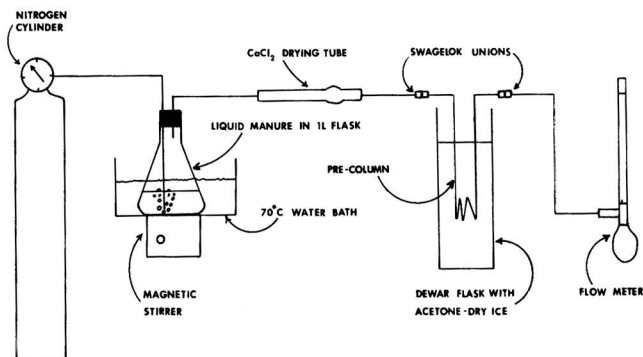 NITROGEN
CYLINDER
CaCl₂ DRYING TUBE
SWAGELOK UNIONS
LIQUID MANURE IN 1L FLASK
PRE-COLUMN
70°C WATER BATH
MAGNETIC
STIRRER
DEWAR FLASK WITH
ACETONE-DRY ICE
FLOW METER